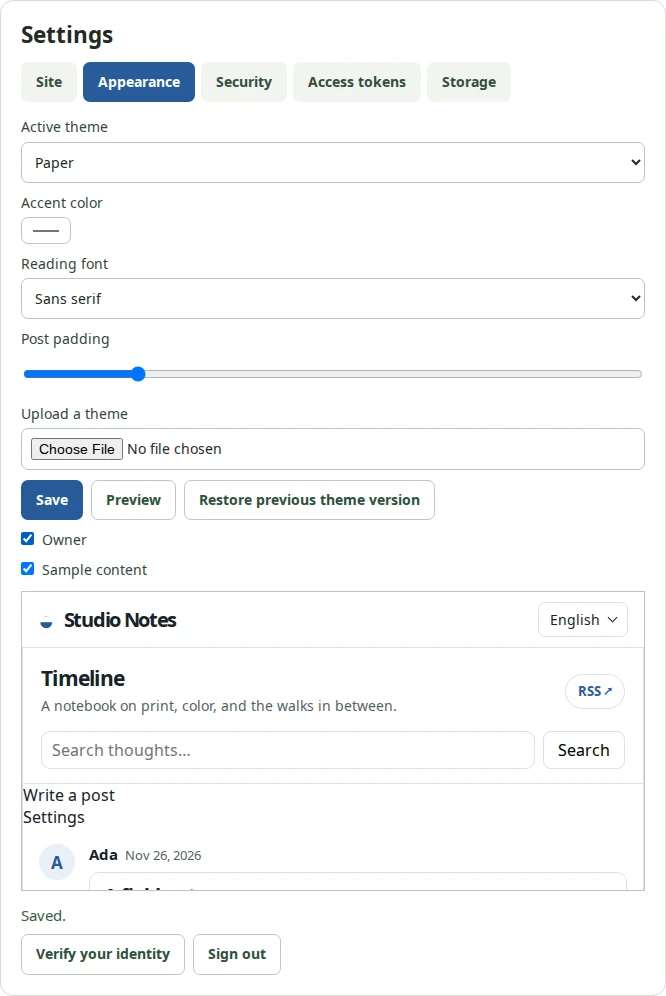 Settings
Site Appearance Security Access tokens Storage
Active theme
Paper
Accent color
Reading font
Sans serif
Post padding
Upload a theme
Choose File No file chosen
Save Preview Restore previous theme version
Owner
Sample content
Studio Notes English
Timeline
A notebook on print, color, and the walks in between.
RSS↗
Search thoughts... Search
Write a post
Settings
A Ada Nov 26, 2026
Saved.
Verify your identity Sign out